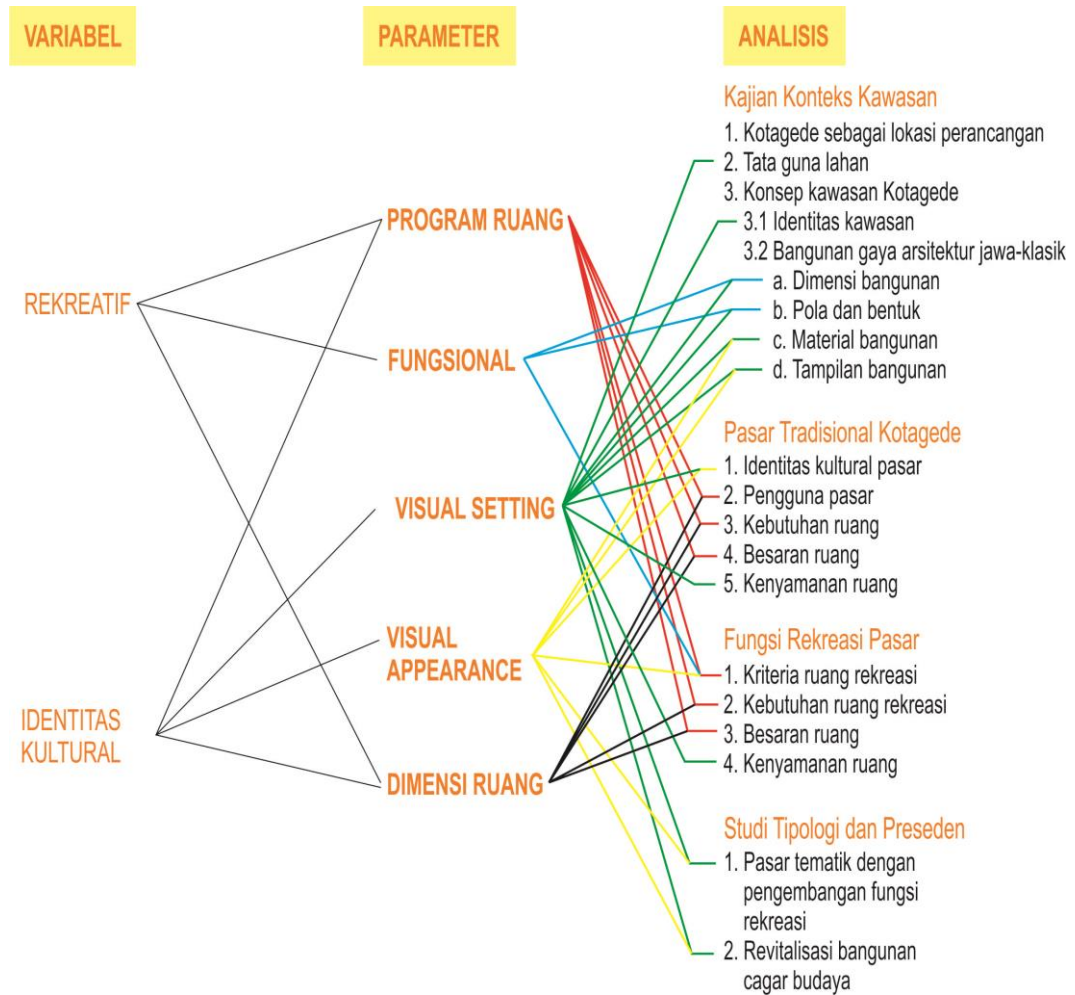 VARIABEL
PARAMETER
ANALISIS
REKREATIF
IDENTITAS
KULTURAL
PROGRAM RUANG
FUNGSIONAL
VISUAL SETTING
VISUAL
APPEARANCE
DIMENSI RUANG
Kajian Konteks Kawasan
1. Kotagede sebagai lokasi perancangan
2. Tata guna lahan
3. Konsep kawasan Kotagede
3.1 Identitas kawasan
3.2 Bangunan gaya arsitektur jawa-klasik
a. Dimensi bangunan
b. Pola dan bentuk
c. Material bangunan
d. Tampilan bangunan
Pasar Tradisional Kotagede
1. Identitas kultural pasar
2. Pengguna pasar
3. Kebutuhan ruang
4. Besaran ruang
5. Kenyamanan ruang
Fungsi Rekreasi Pasar
1. Kriteria ruang rekreasi
2. Kebutuhan ruang rekreasi
3. Besaran ruang
4. Kenyamanan ruang
Studi Tipologi dan Preseden
1. Pasar tematik dengan
pengembangan fungsi
rekreasi
2. Revitalisasi bangunan
cagar budaya